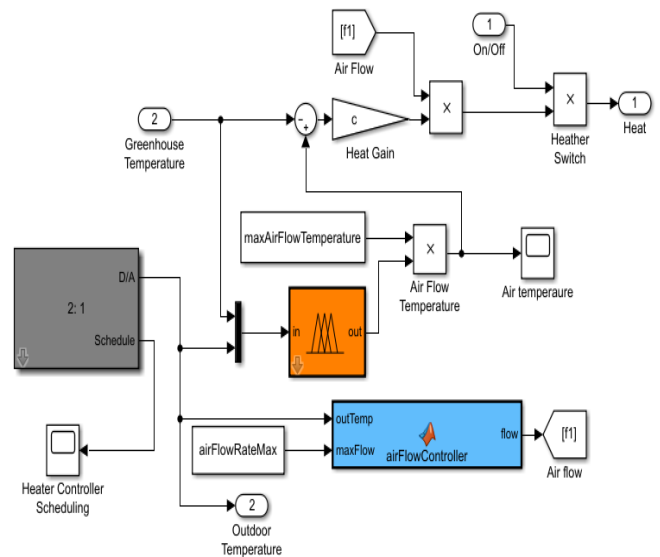 [f1]
Air Flow
1
On/Off
2
Greenhouse
Temperature
−
+
c
Heat Gain
X
X
Heather
Switch
1
Heat
maxAirFlowTemperature
X
Air Flow
Temperature
Air temperaure
2: 1
D/A
Schedule
in
out
Heater Controller
Scheduling
airFlowRateMax
outTemp
maxFlow
flow
airFlowController
[f1]
Air flow
2
Outdoor
Temperature